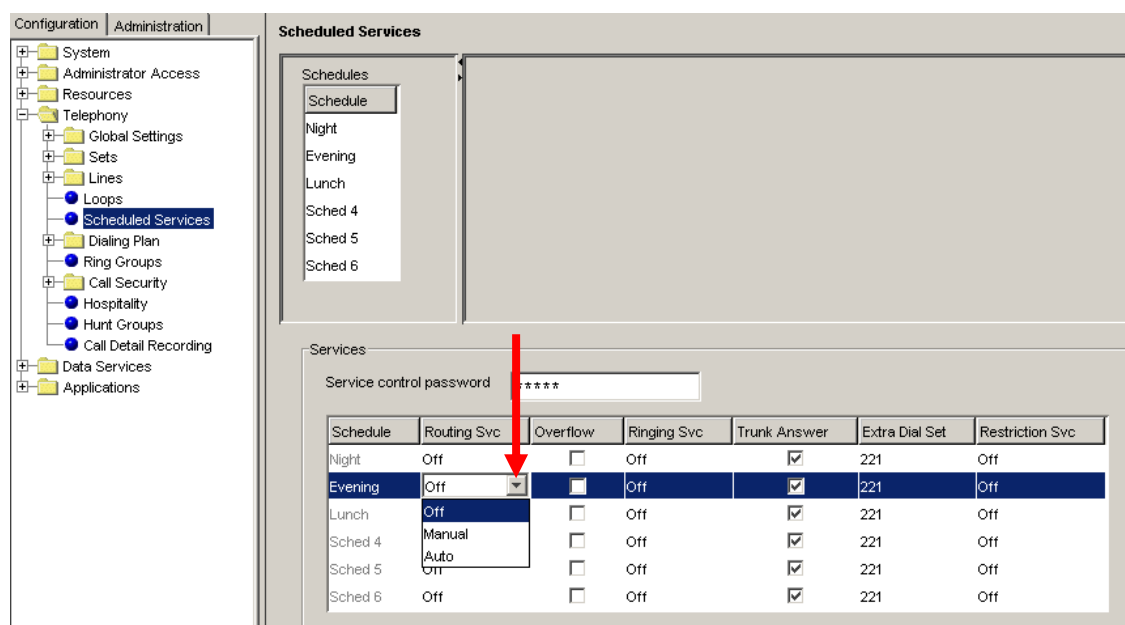 Configuration Administration
System
Administrator Access
Resources
Telephony
Global Settings
Sets
Lines
Loops
Scheduled Services
Dialing Plan
Ring Groups
Call Security
Hospitality
Hunt Groups
Call Detail Recording
Data Services
Applications
Scheduled Services
Schedules
Schedule
Night
Evening
Lunch
Sched 4
Sched 5
Sched 6
Services
Service control password *****
Schedule Routing Svc Overflow Ringing Svc Trunk Answer Extra Dial Set Restriction Svc
Night Off Off 221 Off
Evening Off Off 221 Off
Off
Manual
Auto
Lunch Off 221 Off
Sched 4 Off 221 Off
Sched 5 Off Off 221 Off
Sched 6 Off Off 221 Off